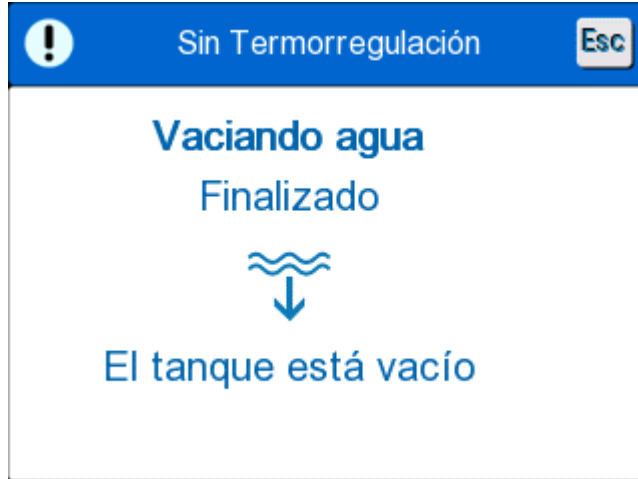 !
Sin Termorregulación
Esc
Vaciando agua
Finalizado
El tanque está vacío